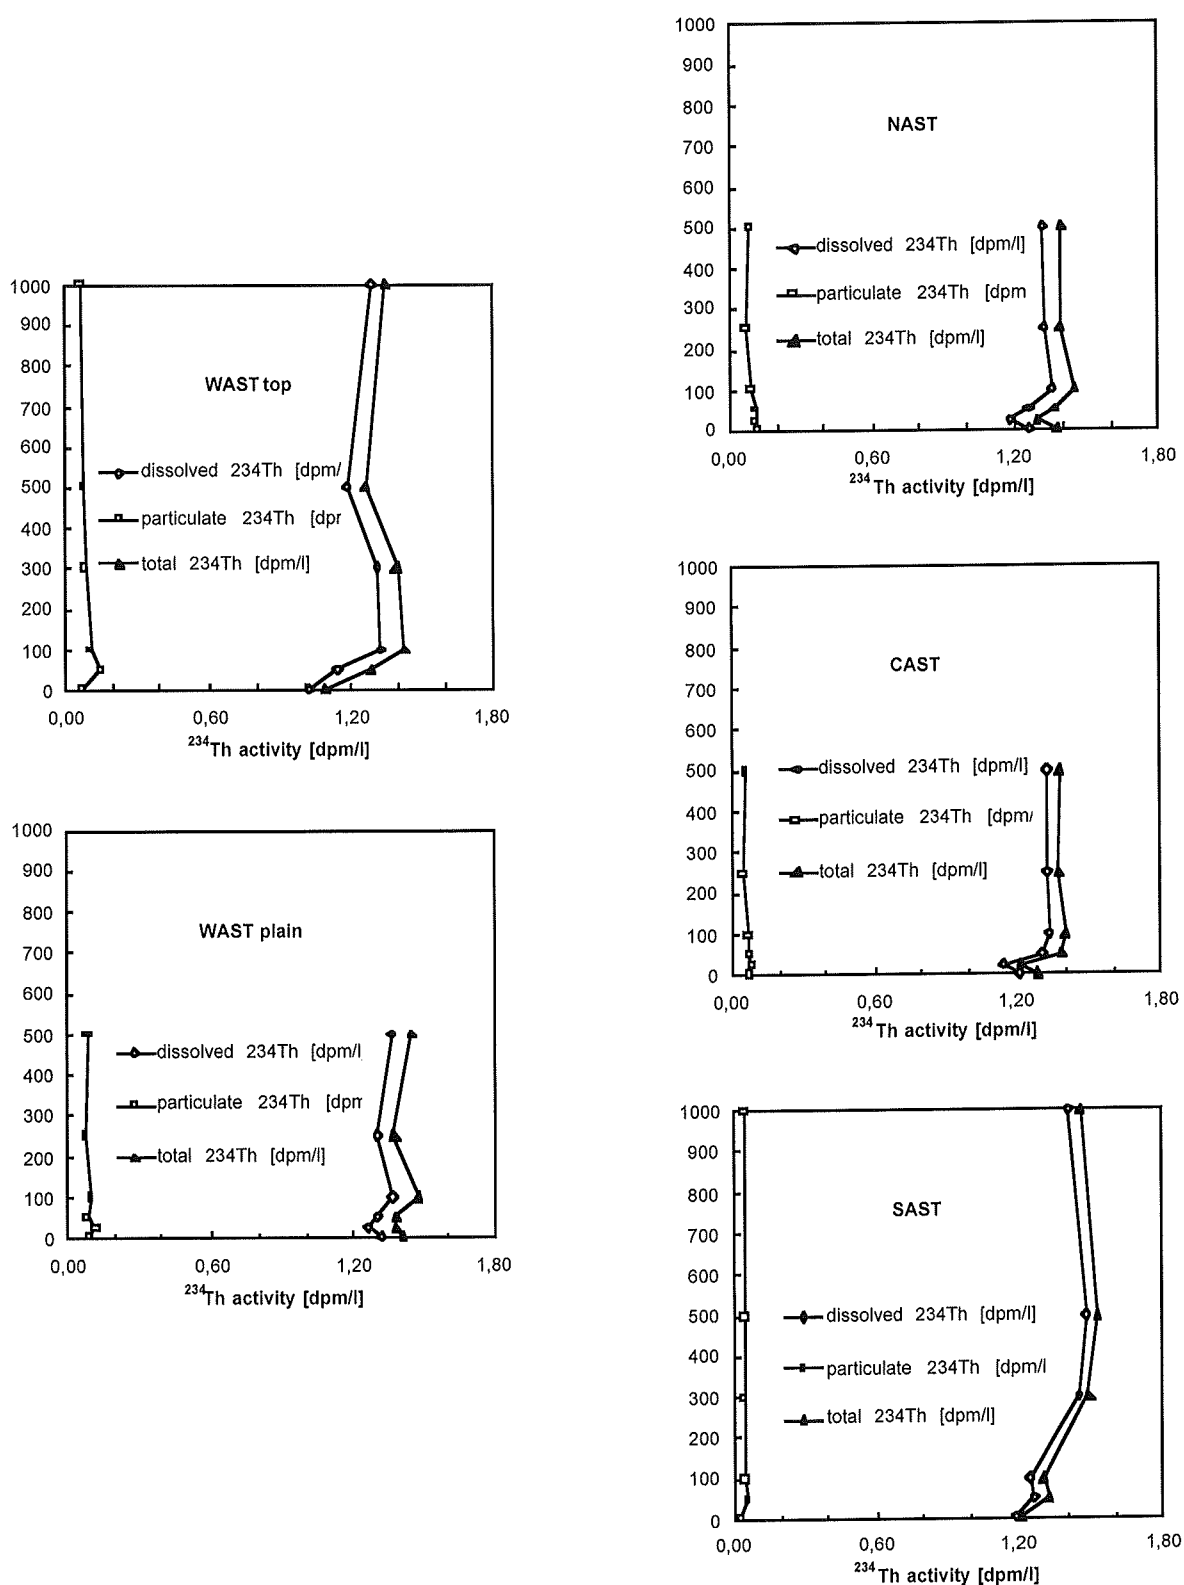 1000
900
800
700
600
500
400
300
200
100
0
WAST top
dissolved 234Th [dpm/
particulate 234Th [dpr
total 234Th [dpm/l]
0,00 0,60 1,20 1,80
234Th activity [dpm/l]
1000
900
800
700
600
500
400
300
200
100
0
WAST plain
dissolved 234Th [dpm/l
particulate 234Th [dpm
total 234Th [dpm/l]
0,00 0,60 1,20 1,80
234Th activity [dpm/l]
1000
900
800
700
600
500
400
300
200
100
0
NAST
dissolved 234Th [dpm/l]
particulate 234Th [dpm
total 234Th [dpm/l]
0,00 0,60 1,20 1,80
234Th activity [dpm/l]
1000
900
800
700
600
500
400
300
200
100
0
CAST
dissolved 234Th [dpm/l]
particulate 234Th [dpm/
total 234Th [dpm/l]
0,00 0,60 1,20 1,80
234Th activity [dpm/l]
1000
900
800
700
600
500
400
300
200
100
0
SAST
dissolved 234Th [dpm/l]
particulate 234Th [dpm/l
total 234Th [dpm/l]
0,00 0,60 1,20 1,80
234Th activity [dpm/l]